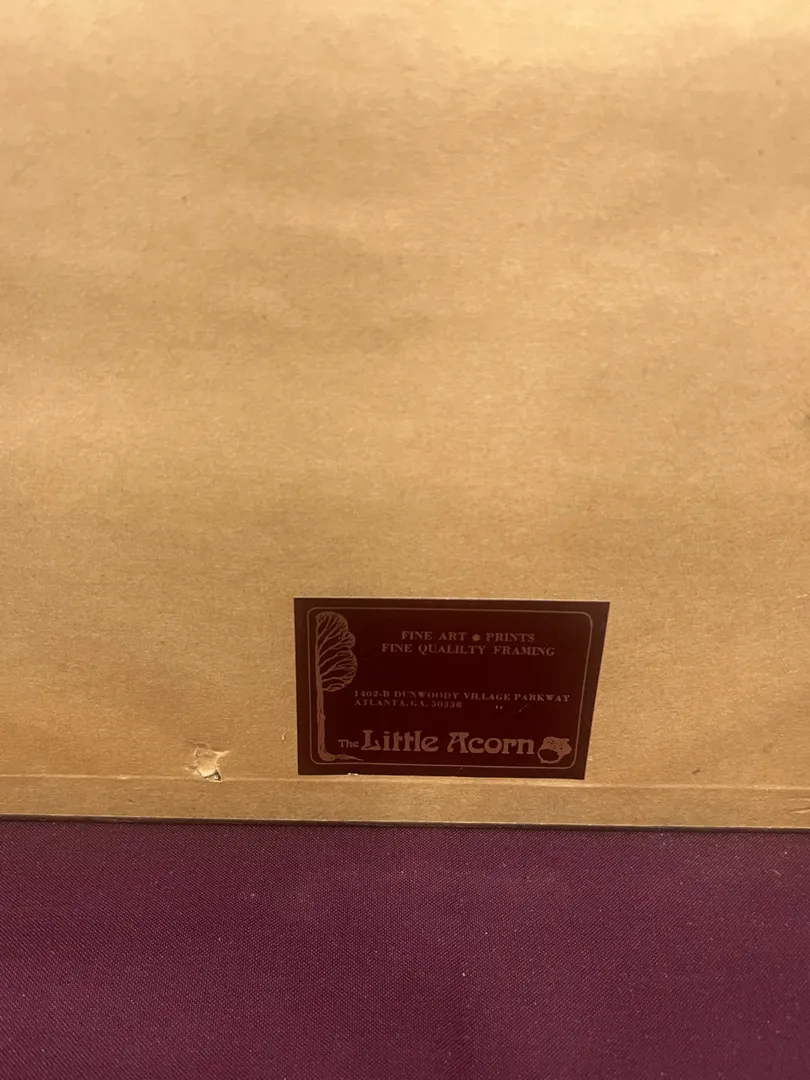 FINE ART ● PRINTS
FINE QUALILTY FRAMING
1402-B DUNWOODY VILLAGE PARKWAY
ATLANTA, GA. 30338
The Little Acorn